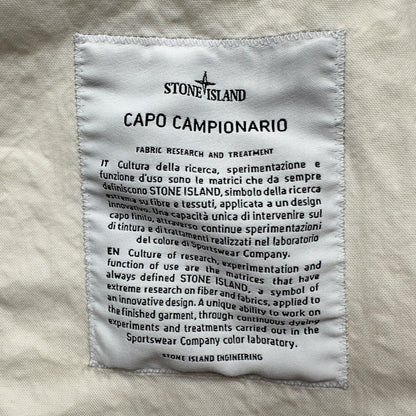 STONE ISLAND
CAPO CAMPIONARIO
FABRIC RESEARCH AND TREATMENT
IT Cultura della ricerca, sperimentazione e
funzione d'uso sono le matrici che da sempre
definiscono STONE ISLAND, simbolo della ricerca
estrema su fibre e tessuti, applicata a un design
innovativo. Una capacità unica di intervenire sul
capo finito, attraverso continue sperimentazioni
di tintura e di trattamenti realizzati nel laboratorio
del colore di Sportswear Company.
EN Culture of research, experimentation and
function of use are the matrices that have
always defined STONE ISLAND, a symbol of
extreme research on fiber and fabrics, applied to
an innovative design. A unique ability to work on
the finished garment, through continuous dyeing
experiments and treatments carried out in the
Sportswear Company color laboratory.
STONE ISLAND ENGINEERING